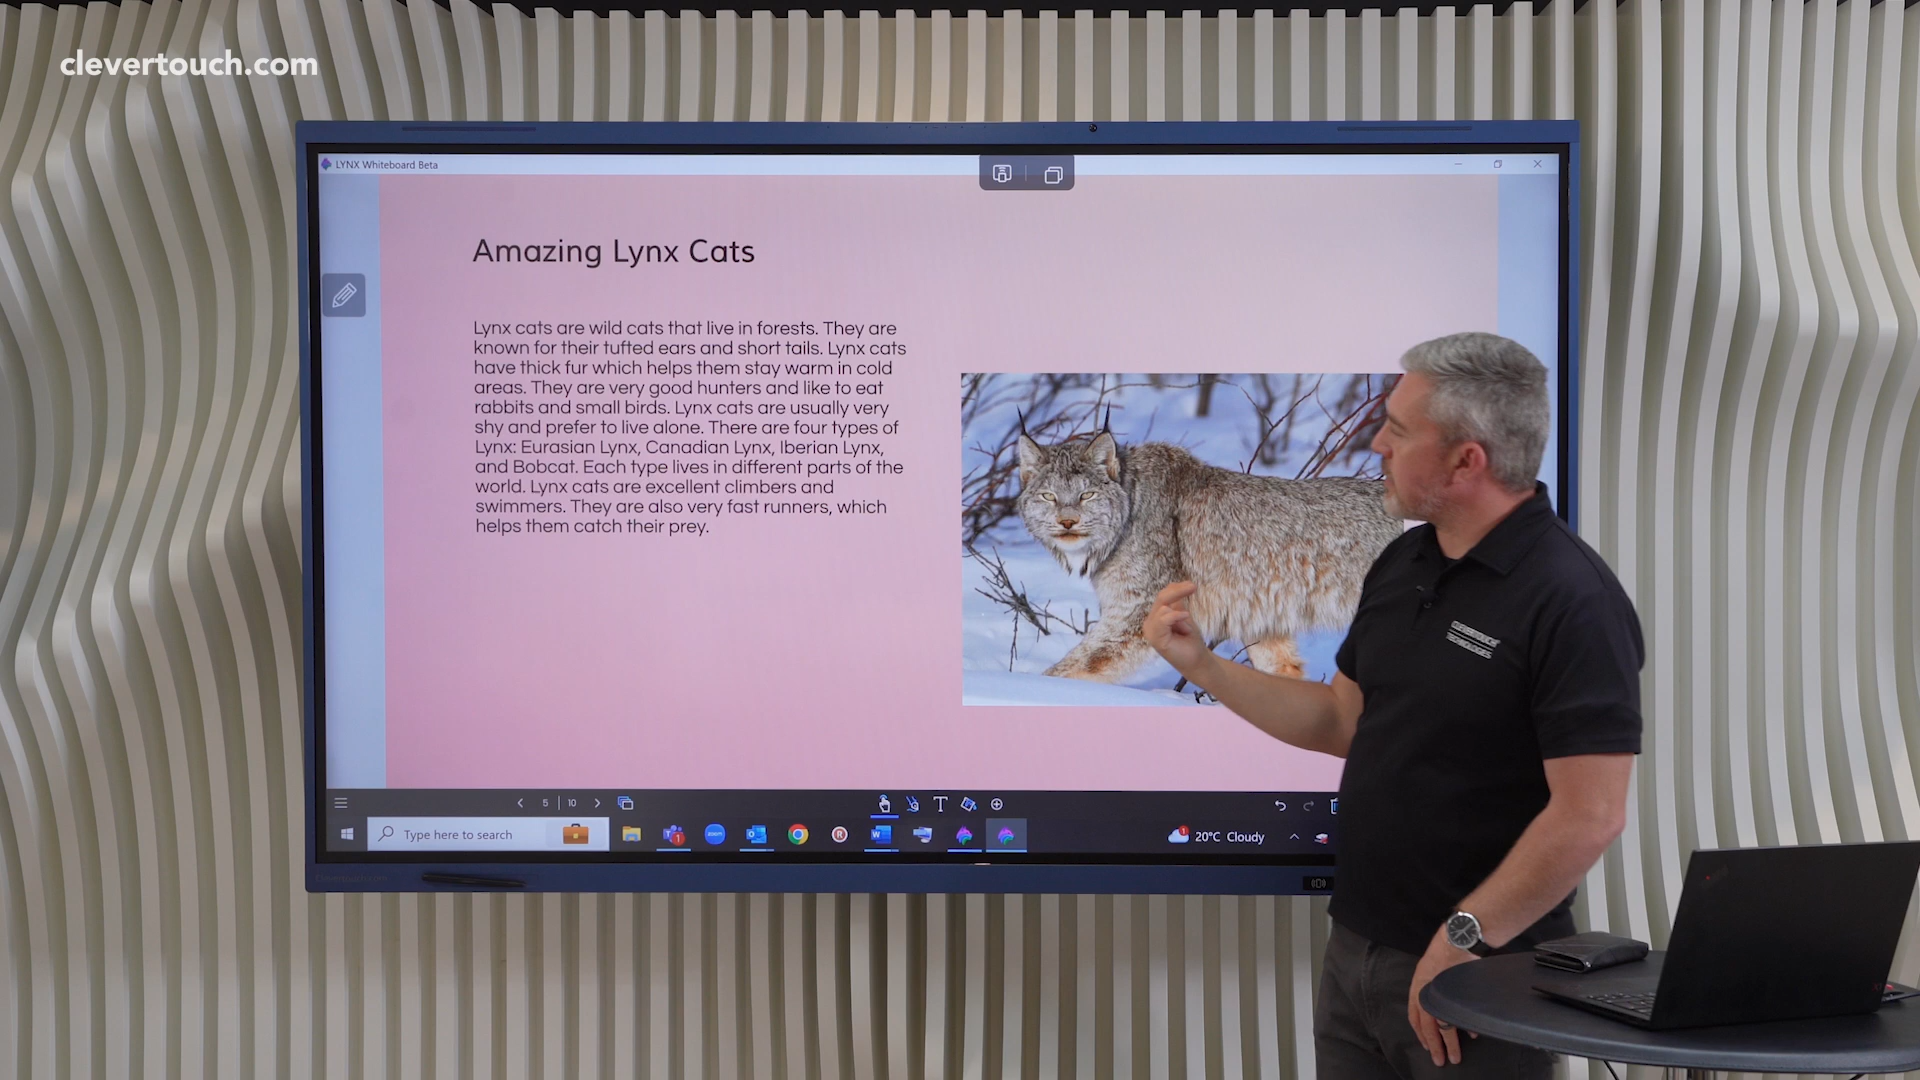 clevertouch.com
LYNX Whiteboard Beta
Amazing Lynx Cats
Lynx cats are wild cats that live in forests. They are
known for their tufted ears and short tails. Lynx cats
have thick fur which helps them stay warm in cold
areas. They are very good hunters and like to eat
rabbits and small birds. Lynx cats are usually very
shy and prefer to live alone. There are four types of
Lynx: Eurasian Lynx, Canadian Lynx, Iberian Lynx,
and Bobcat. Each type lives in different parts of the
world. Lynx cats are excellent climbers and
swimmers. They are also very fast runners, which
helps them catch their prey.
CLEVERTOUCH
TECHNOLOGIES
5 | 10
T
Type here to search
1
zoom
R
W
1
20°C Cloudy